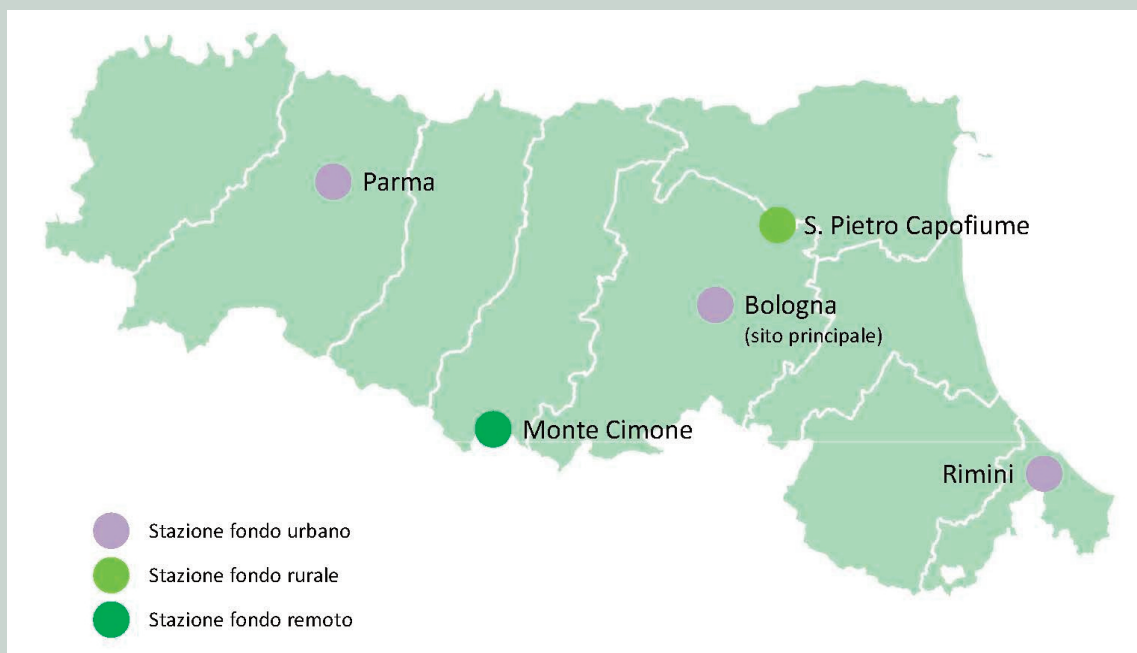 Parma
S. Pietro Capofiume
Bologna
(sito principale)
Monte Cimone
Rimini
Stazione fondo urbano
Stazione fondo rurale
Stazione fondo remoto